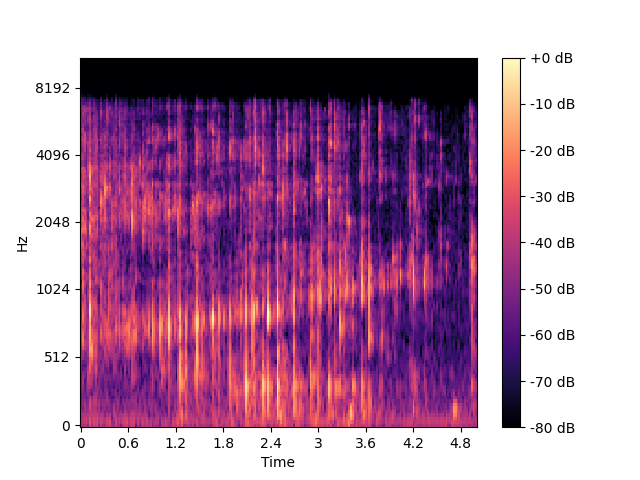 +0 dB
8192
-10 dB
4096
-20 dB
-30 dB
2048
-40 dB
Hz
1024
-50 dB
-60 dB
512
-70 dB
0
-80 dB
0 0.6 1.2 1.8 2.4 3 3.6 4.2 4.8
Time